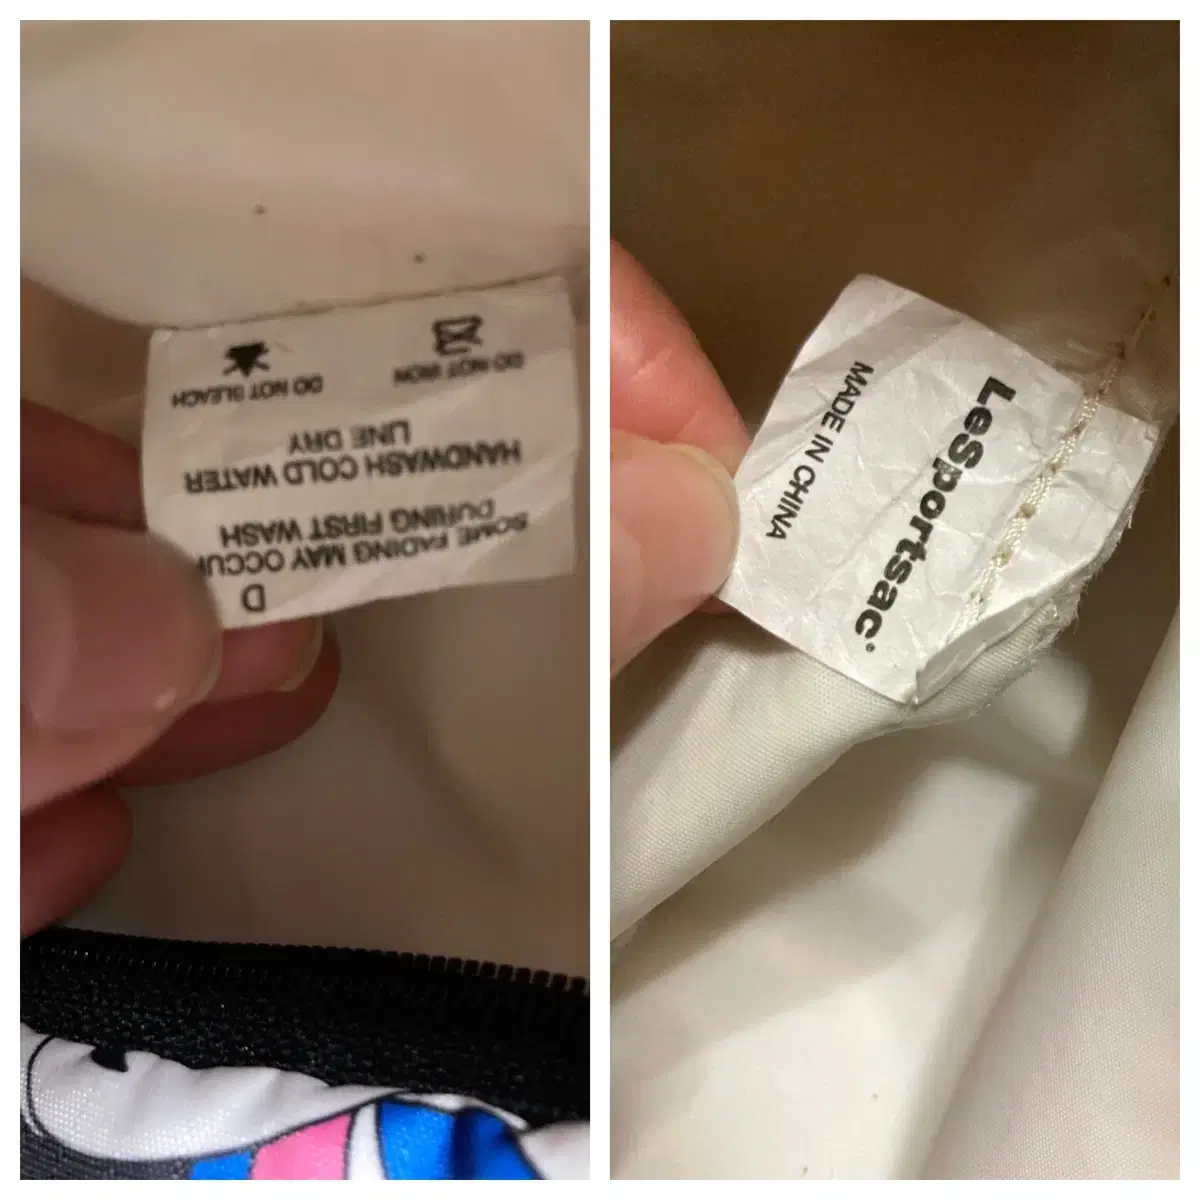 D
SOME FADING MAY OCCUR
DURING FIRST WASH
HANDWASH COLD WATER
LINE DRY
DO NOT IRON
DO NOT BLEACH
LeSportsac®
MADE IN CHINA